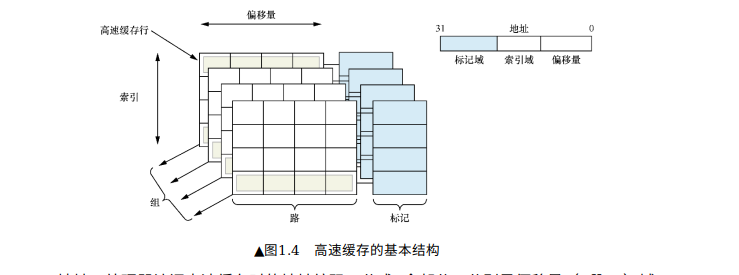 偏移量
高速缓存行
31 地址 0
标记域 索引域 偏移量
索引
组
路
标记
▲图1.4 高速缓存的基本结构